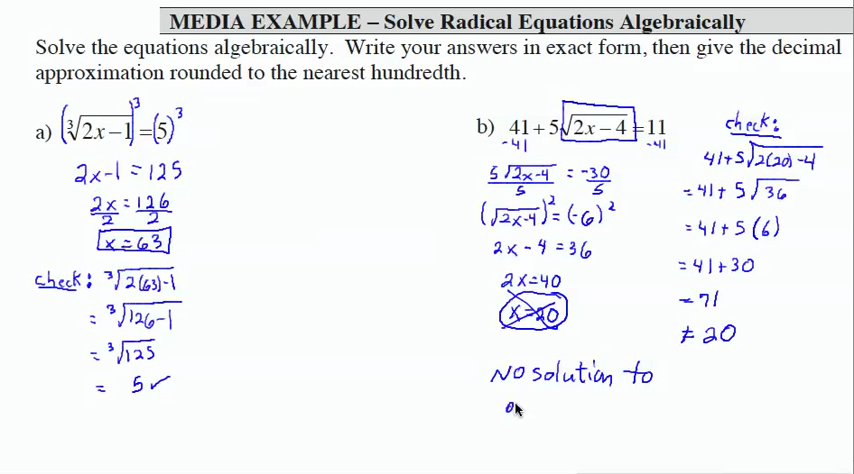 MEDIA EXAMPLE – Solve Radical Equations Algebraically
Solve the equations algebraically. Write your answers in exact form, then give the decimal
approximation rounded to the nearest hundredth.
a) (∛(2x−1))^3 = (5)^3
2x−1 = 125
2x/2 = 126/2
x = 63
check: ∛(2(63)−1)
= ∛(126−1)
= ∛125
= 5 ✓
b) 41 + 5√(2x−4) = 11
−41 −41
5√(2x−4)/5 = −30/5
(√(2x−4))^2 = (−6)^2
2x − 4 = 36
2x = 40
x = 20
NO solution to
check:
41+5√(2(20)−4)
= 41 + 5√36
= 41 + 5(6)
= 41 + 30
= 71
≠ 20